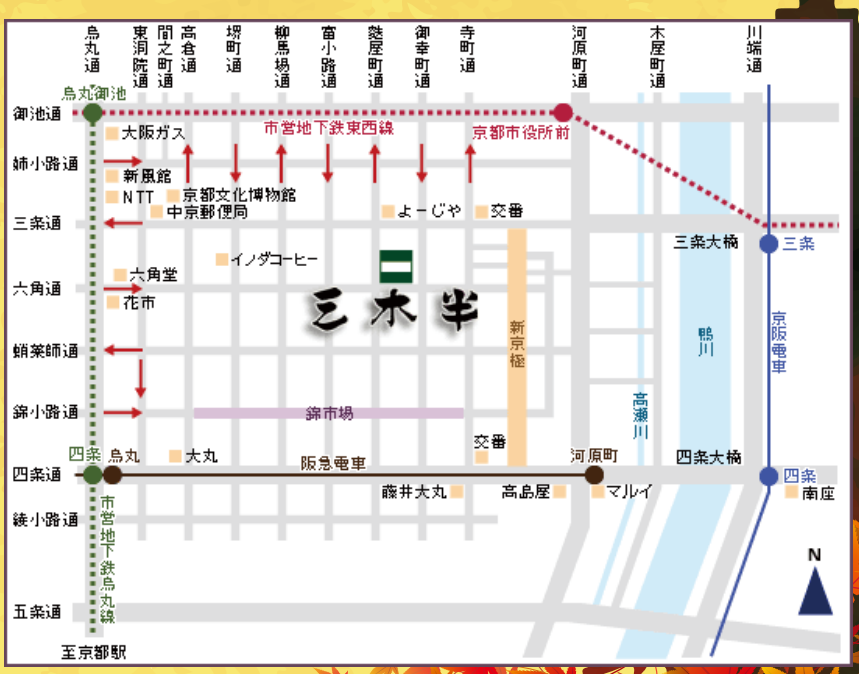 烏丸通
東洞院通
間之町通
高倉通
堺町通
柳馬場通
富小路通
麩屋町通
御幸町通
寺町通
河原町通
木屋町通
川端通
烏丸御池
御池通
市営地下鉄東西線
京都市役所前
大阪ガス
姉小路通
新風館
NTT
京都文化博物館
中京郵便局
よーじや
交番
三条通
三条大橋
三条
イノダコーヒー
六角堂
六角通
花市
三木半
新京極
鴨川
京阪電車
蛸薬師通
高瀬川
錦小路通
錦市場
交番
四条
烏丸
大丸
阪急電車
河原町
四条大橋
四条通
四条
藤井大丸
高島屋
マルイ
南座
市営地下鉄烏丸線
綾小路通
N
五条通
至京都駅